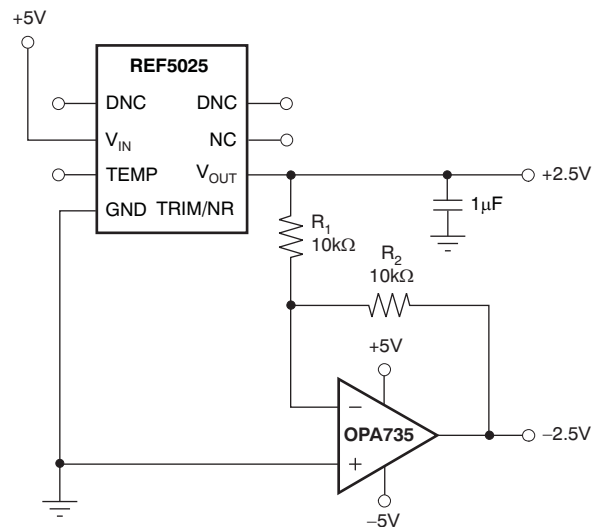 +5V
REF5025
DNC
DNC
VIN
NC
TEMP
VOUT
+2.5V
GND
TRIM/NR
1μF
R1
10kΩ
R2
10kΩ
+5V
−
OPA735
−2.5V
+
−5V